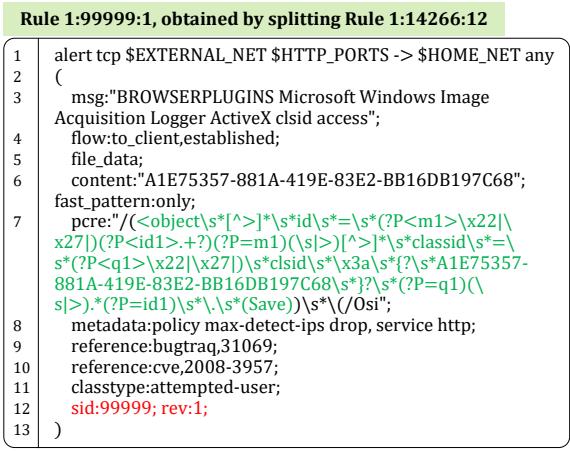 Rule 1:99999:1, obtained by splitting Rule 1:14266:12
1 alert tcp $EXTERNAL_NET $HTTP_PORTS -> $HOME_NET any
2 (
3 msg:"BROWSERPLUGINS Microsoft Windows Image
Acquisition Logger ActiveX clsid access";
4 flow:to_client,established;
5 file_data;
6 content:"A1E75357-881A-419E-83E2-BB16DB197C68";
fast_pattern:only;
7 pcre:"/(<object\s*[^>]*\s*id\s*=\s*(?P<m1>\x22|\
x27|)(?P<id1>.+?)(?P=m1)(\s|>)[^>]*\s*classid\s*=\
s*(?P<q1>\x22|\x27|)\s*clsid\s*\x3a\s*{?\s*A1E75357-
881A-419E-83E2-BB16DB197C68\s*}?\s*(?P=q1)(\
s|>).*(?P=id1)\s*\.\s*(Save))\s*\(/Osi";
8 metadata:policy max-detect-ips drop, service http;
9 reference:bugtraq,31069;
10 reference:cve,2008-3957;
11 classtype:attempted-user;
12 sid:99999; rev:1;
13 )